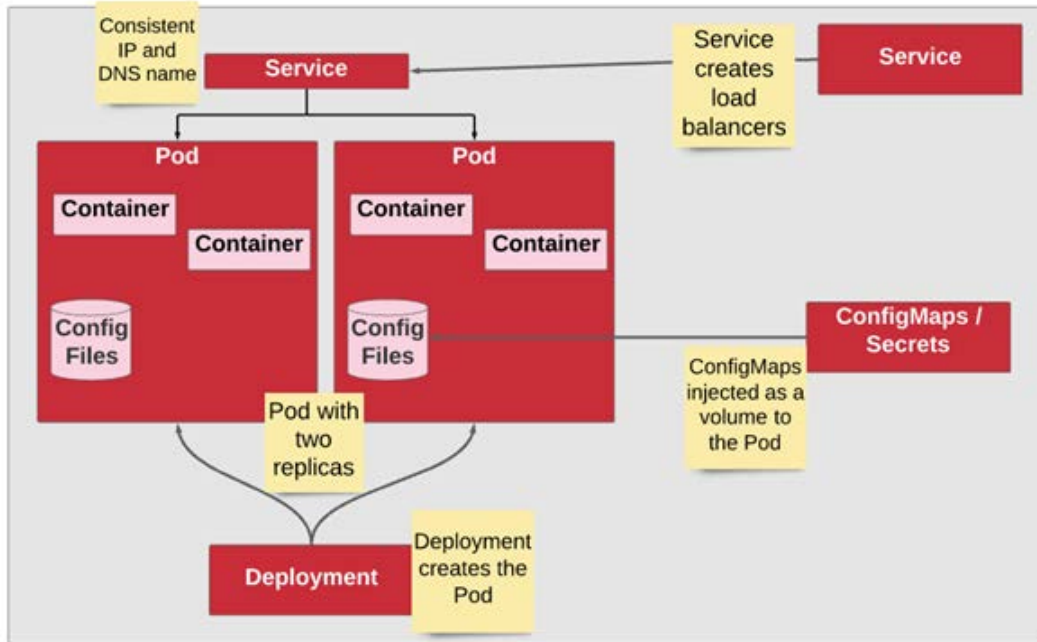 Consistent
IP and
DNS name
Service
Service
creates
load
balancers
Service
Pod
Container
Container
Config
Files
Pod
Container
Container
Config
Files
ConfigMaps /
Secrets
ConfigMaps
injected as a
volume to
the Pod
Pod with
two
replicas
Deployment
Deployment
creates the
Pod